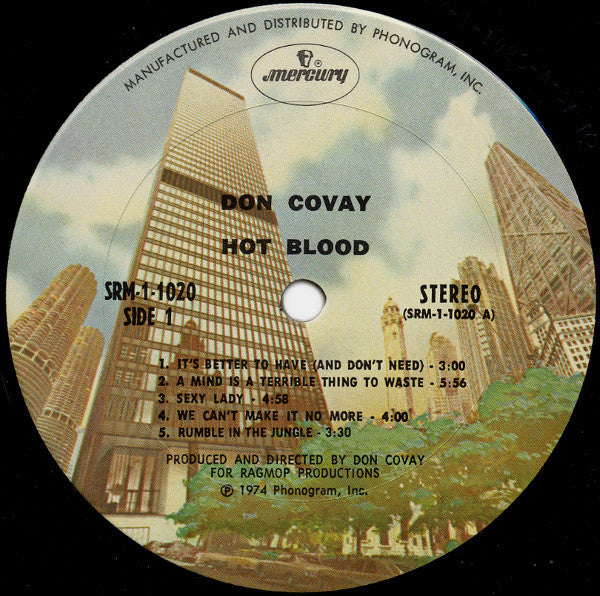 MANUFACTURED AND DISTRIBUTED BY PHONOGRAM, INC.
mercury
®
DON COVAY
HOT BLOOD
SRM-1-1020
SIDE 1
STEREO
(SRM-1-1020 A)
1. IT'S BETTER TO HAVE (AND DON'T NEED) - 3:00
2. A MIND IS A TERRIBLE THING TO WASTE - 5:56
3. SEXY LADY - 4:58
4. WE CAN'T MAKE IT NO MORE - 4:00
5. RUMBLE IN THE JUNGLE - 3:30
PRODUCED AND DIRECTED BY DON COVAY
FOR RAGMOP PRODUCTIONS
℗ 1974 Phonogram, Inc.